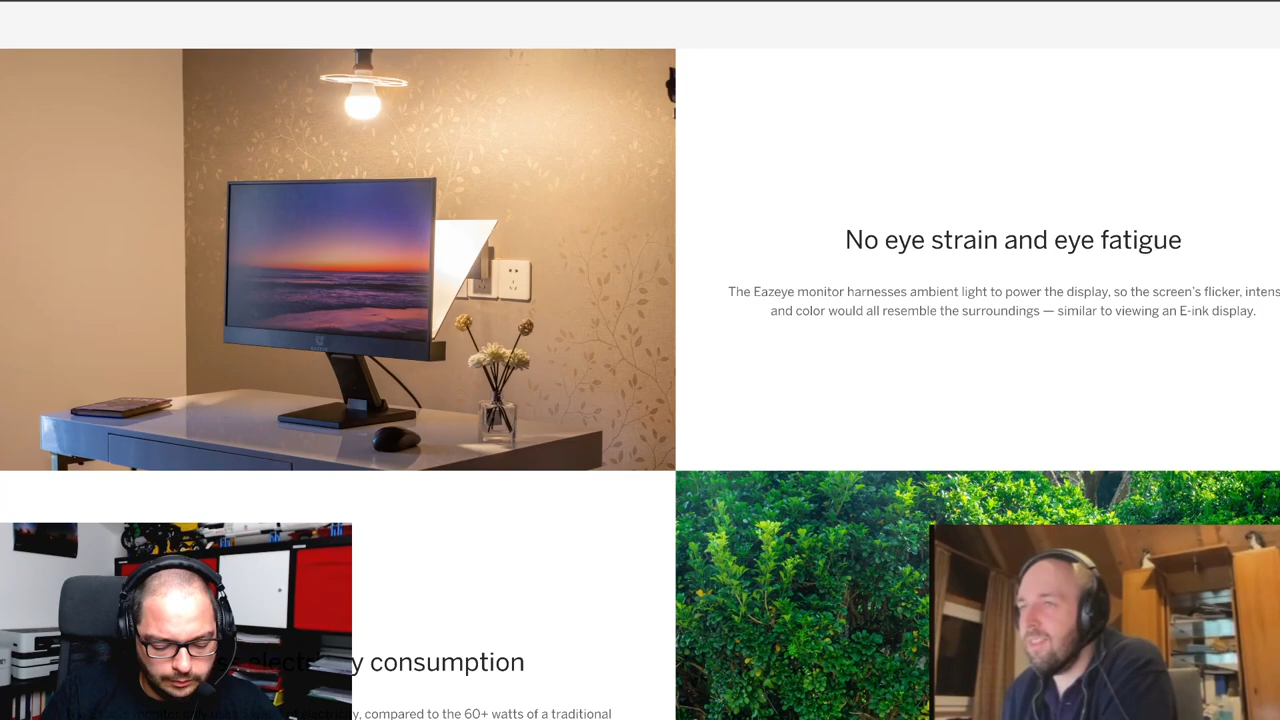 No eye strain and eye fatigue
The Eazeye monitor harnesses ambient light to power the display, so the screen's flicker,
and color would all resemble the surroundings — similar to viewing an E-ink display.
consumption
compared to the 60+ watts of a traditional